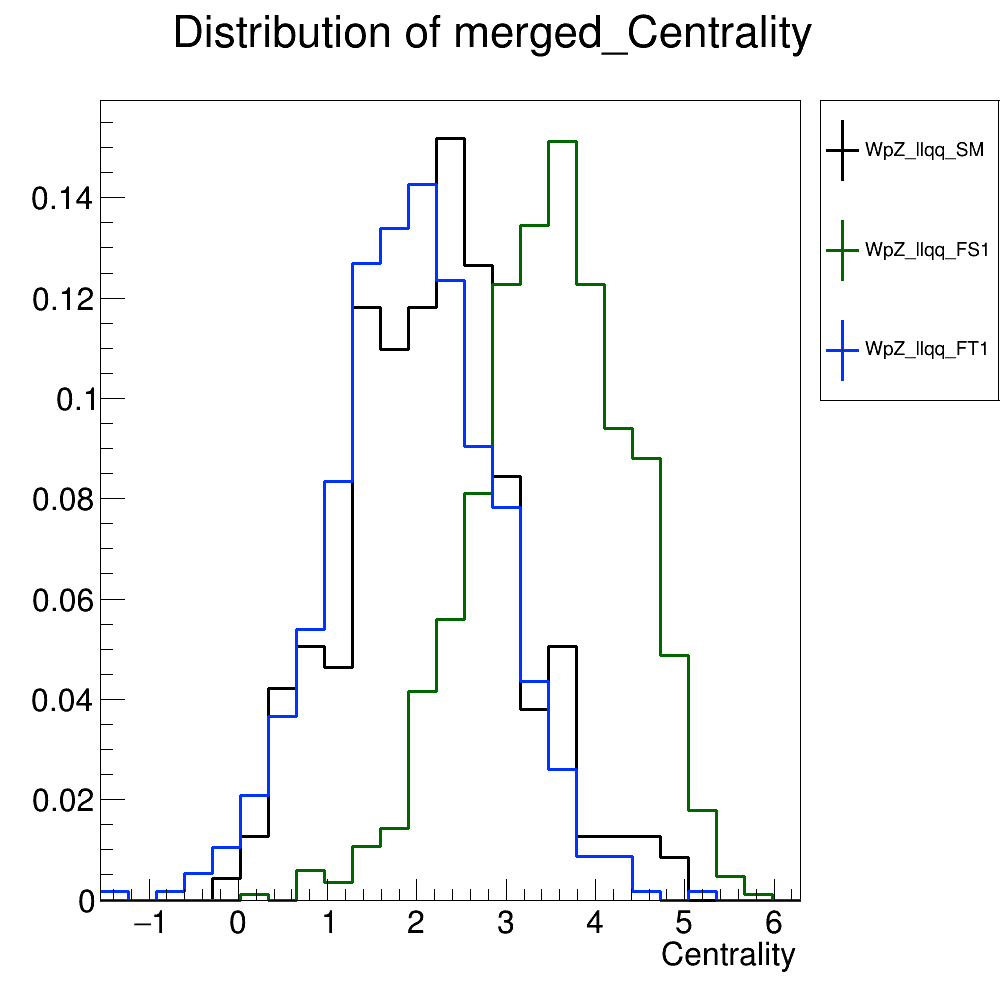 Distribution of merged_Centrality
WpZ_llqq_SM
WpZ_llqq_FS1
WpZ_llqq_FT1
0.14
0.12
0.1
0.08
0.06
0.04
0.02
0
−1 0 1 2 3 4 5 6
Centrality